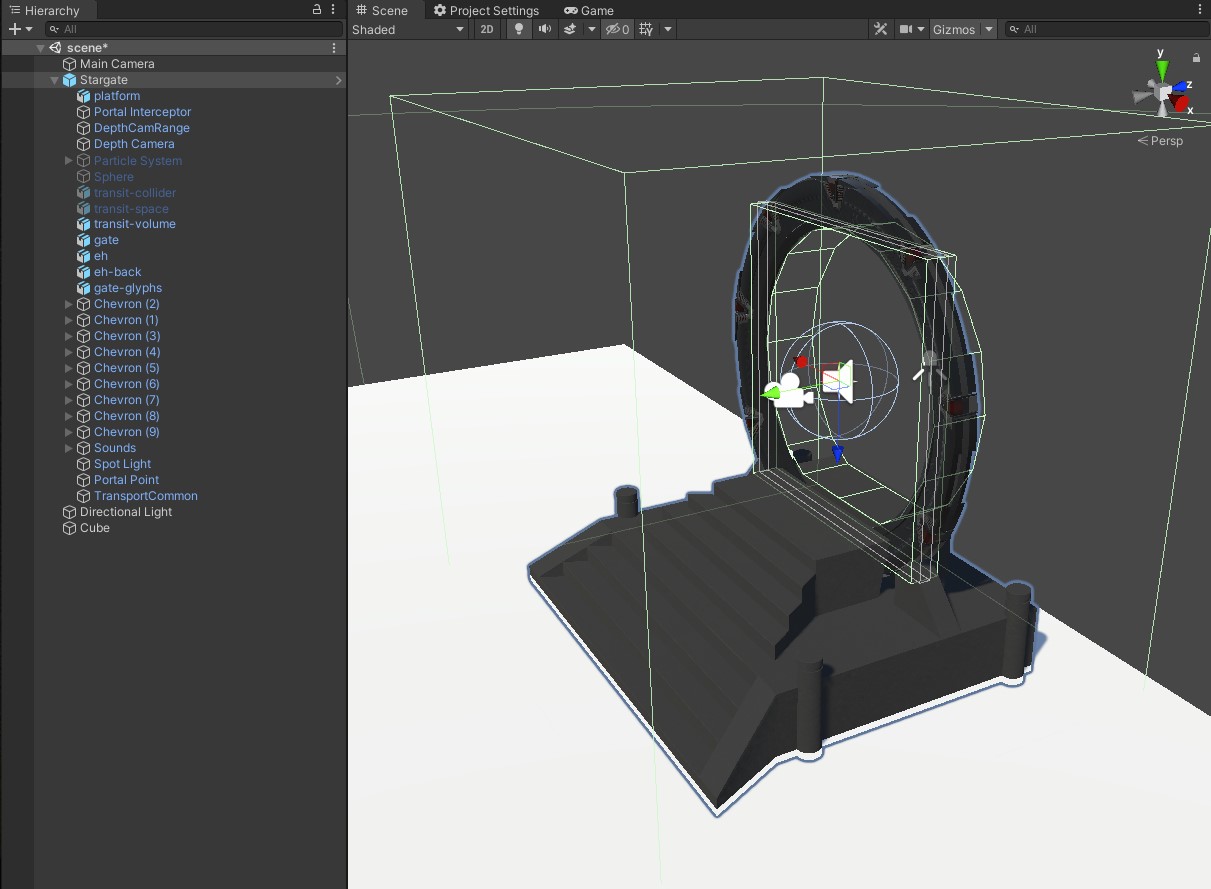 Hierarchy
All
scene*
Main Camera
Stargate
platform
Portal Interceptor
DepthCamRange
Depth Camera
Particle System
Sphere
transit-collider
transit-space
transit-volume
gate
eh
eh-back
gate-glyphs
Chevron (2)
Chevron (1)
Chevron (3)
Chevron (4)
Chevron (5)
Chevron (6)
Chevron (7)
Chevron (8)
Chevron (9)
Sounds
Spot Light
Portal Point
TransportCommon
Directional Light
Cube
Scene Project Settings Game
Shaded 2D 0 Gizmos All
y
z
x
Persp